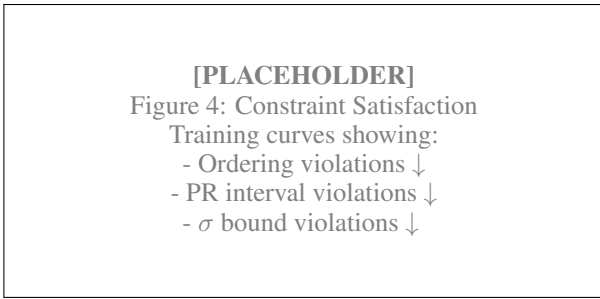 [PLACEHOLDER]
Figure 4: Constraint Satisfaction
Training curves showing:
- Ordering violations ↓
- PR interval violations ↓
- σ bound violations ↓